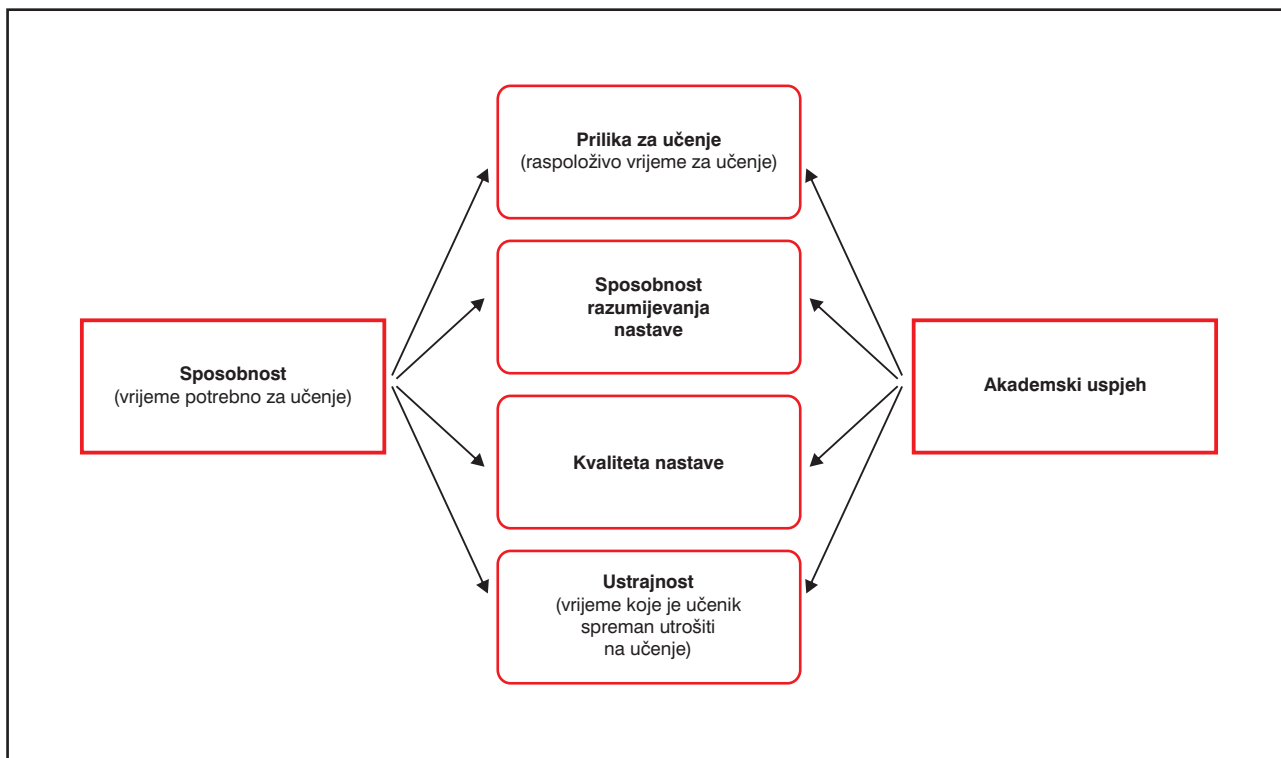 Prilika za učenje
(raspoloživo vrijeme za učenje)
Sposobnost
razumijevanja
nastave
Sposobnost
(vrijeme potrebno za učenje)
Akademski uspjeh
Kvaliteta nastave
Ustrajnost
(vrijeme koje je učenik
spreman utrošiti
na učenje)